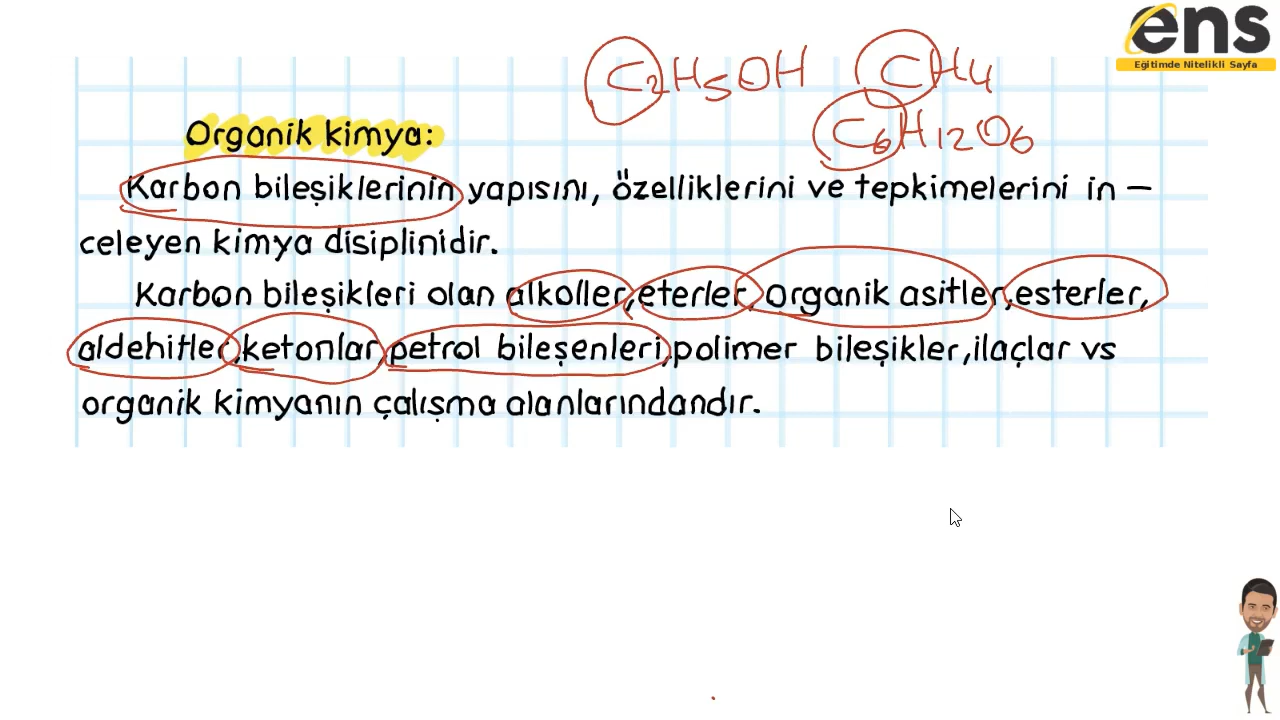 ens
Eğitimde Nitelikli Sayfa
C2H5OH CH4
C6H12O6
Organik kimya:
Karbon bileşiklerinin yapısını, özelliklerini ve tepkimelerini in –
celeyen kimya disiplinidir.
Karbon bileşikleri olan alkoller, eterler, organik asitler, esterler,
aldehitler, ketonlar, petrol bileşenleri, polimer bileşikler, ilaçlar vs
organik kimyanın çalışma alanlarındandır.